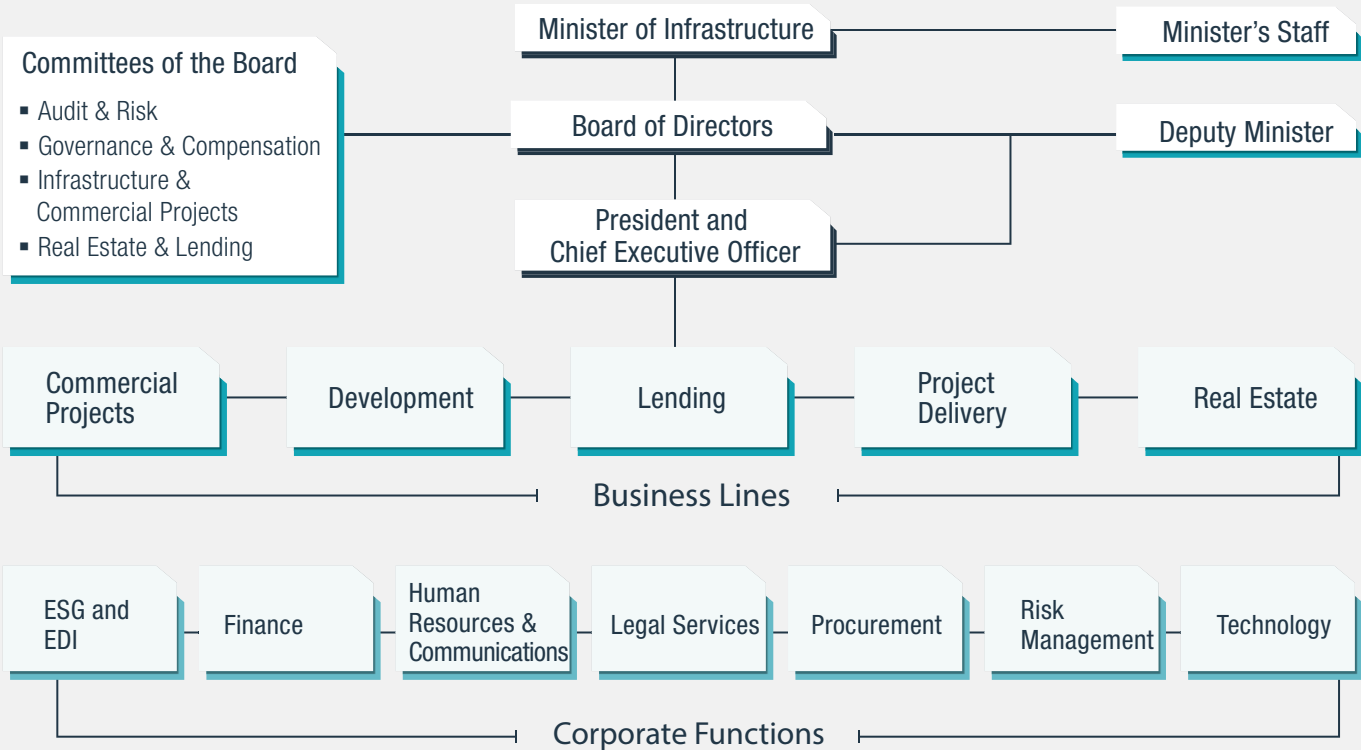 Minister of Infrastructure
Minister’s Staff
Committees of the Board
▪ Audit & Risk
▪ Governance & Compensation
▪ Infrastructure &
Commercial Projects
▪ Real Estate & Lending
Board of Directors
Deputy Minister
President and
Chief Executive Officer
Commercial
Projects
Development
Lending
Project
Delivery
Real Estate
Business Lines
ESG and
EDI
Finance
Human
Resources &
Communications
Legal Services
Procurement
Risk
Management
Technology
Corporate Functions